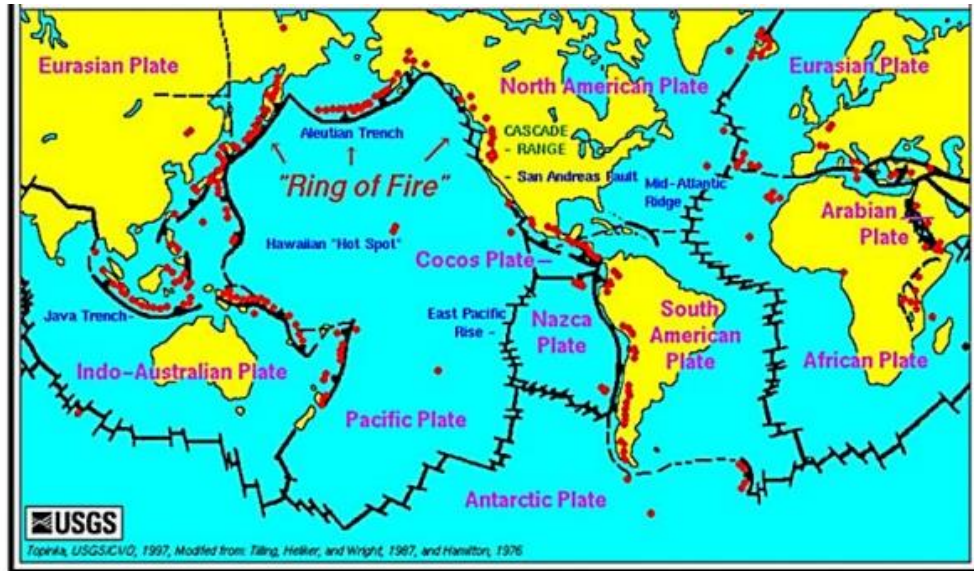 Eurasian Plate
North American Plate
Eurasian Plate
Aleutian Trench
CASCADE
- RANGE
"Ring of Fire"
- San Andreas Fault
Mid-Atlantic
Ridge
Arabian
Plate
Hawaiian "Hot Spot"
Cocos Plate
Java Trench
East Pacific
Rise -
Nazca
Plate
South
American
Plate
Indo-Australian Plate
African Plate
Pacific Plate
Antarctic Plate
USGS
Topinka, USGS/CVO, 1997, Modified from: Tilling, Heliker, and Wright, 1987, and Hamilton, 1976